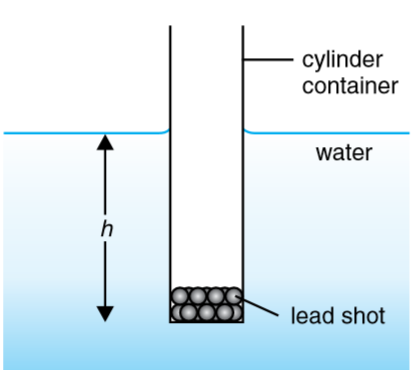 cylinder
container
water
h
lead shot